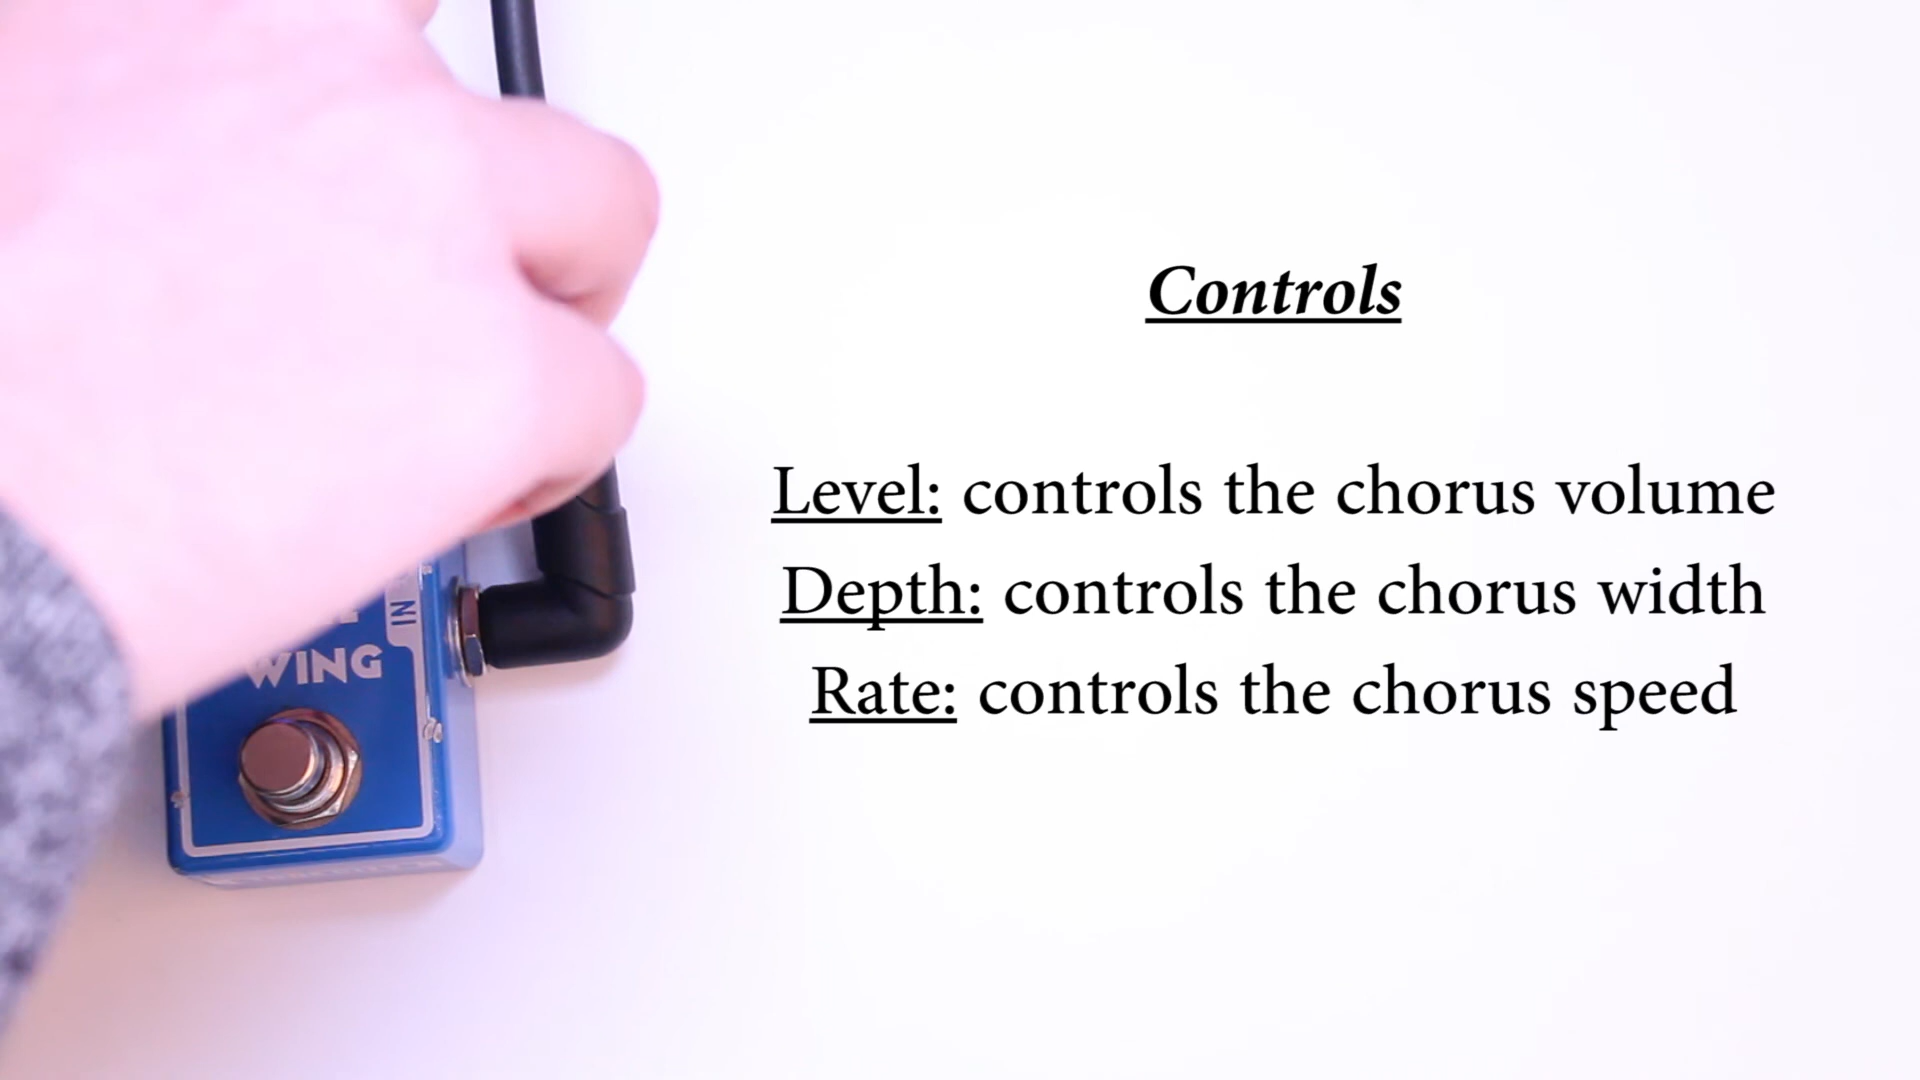 Controls
Level: controls the chorus volume
Depth: controls the chorus width
Rate: controls the chorus speed
IN
WING